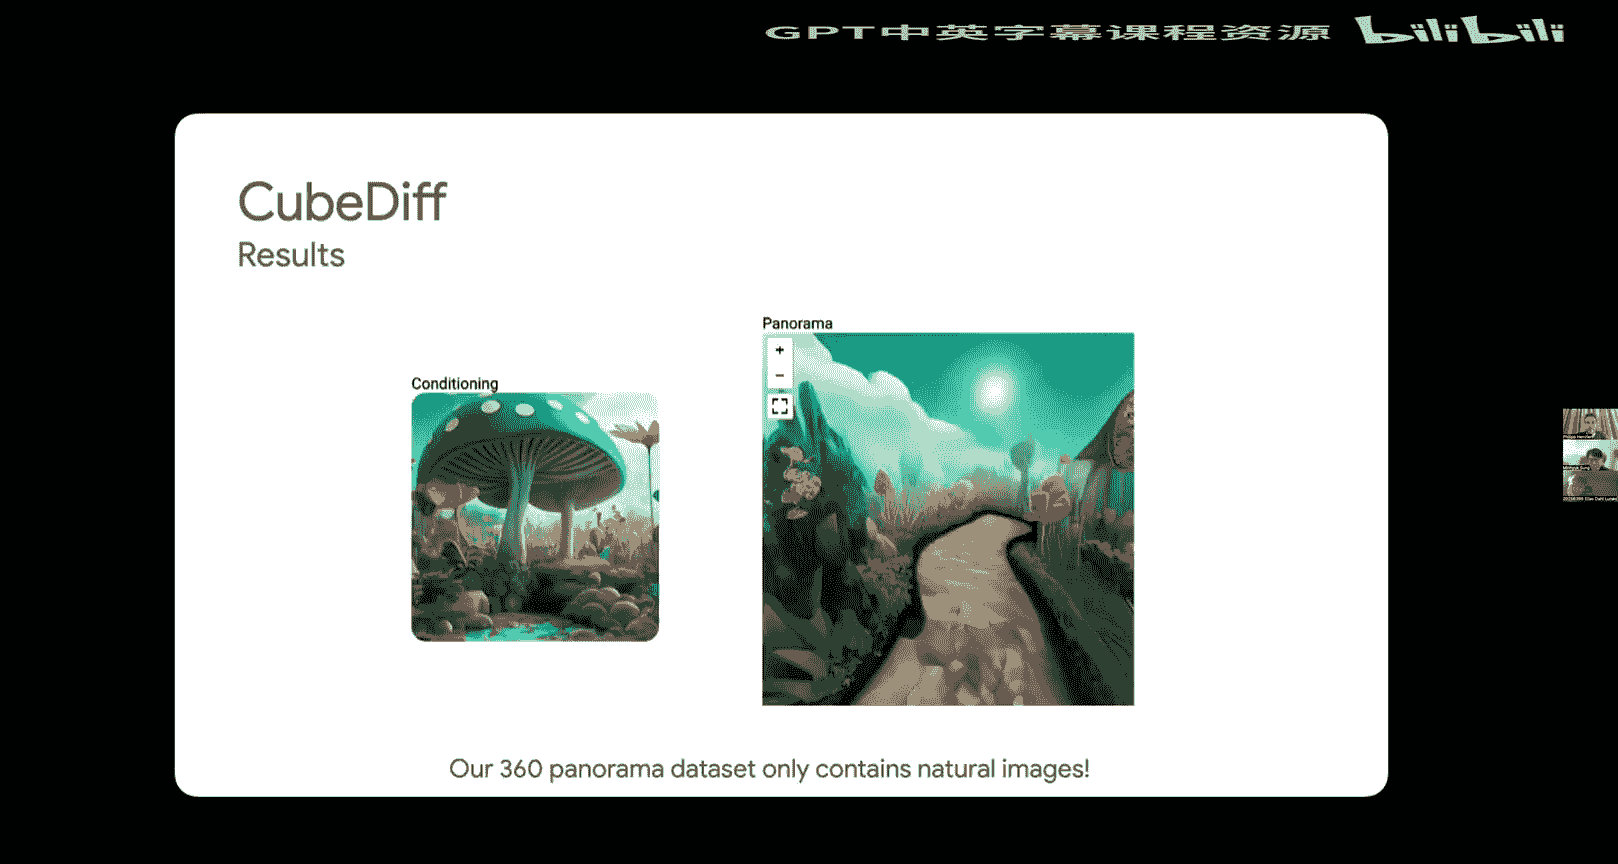 GPT中英字幕课程资源 bilibili
CubeDiff
Results
Conditioning
Panorama
+
−
Our 360 panorama dataset only contains natural images!